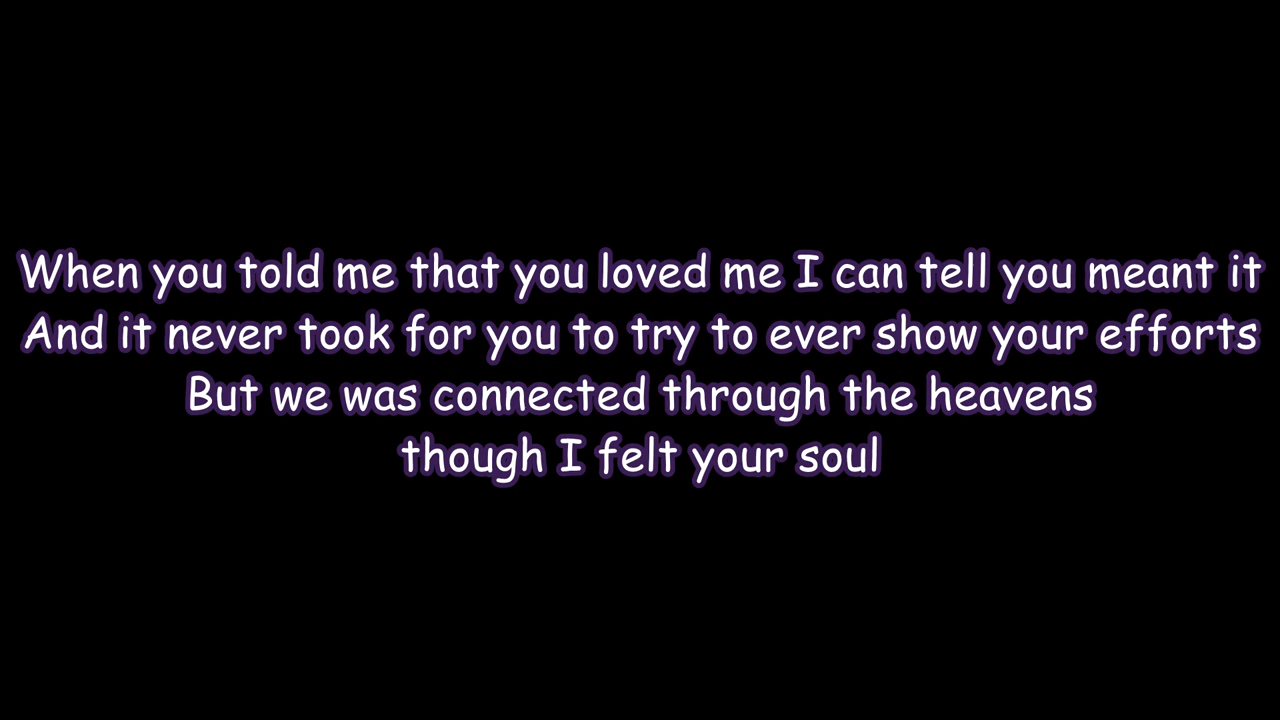 When you told me that you loved me I can tell you meant it
And it never took for you to try to ever show your efforts
But we was connected through the heavens
though I felt your soul